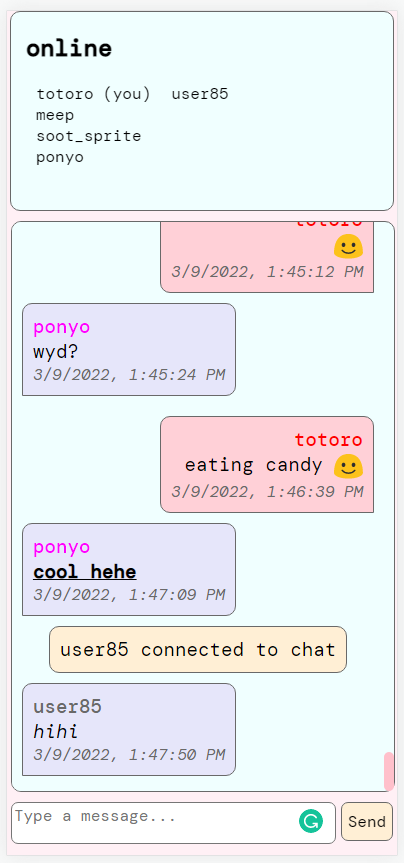 online
totoro (you) user85
meep
soot_sprite
ponyo
totoro
3/9/2022, 1:45:12 PM
ponyo
wyd?
3/9/2022, 1:45:24 PM
totoro
eating candy
3/9/2022, 1:46:39 PM
ponyo
cool hehe
3/9/2022, 1:47:09 PM
user85 connected to chat
user85
hihi
3/9/2022, 1:47:50 PM
Type a message...
Send